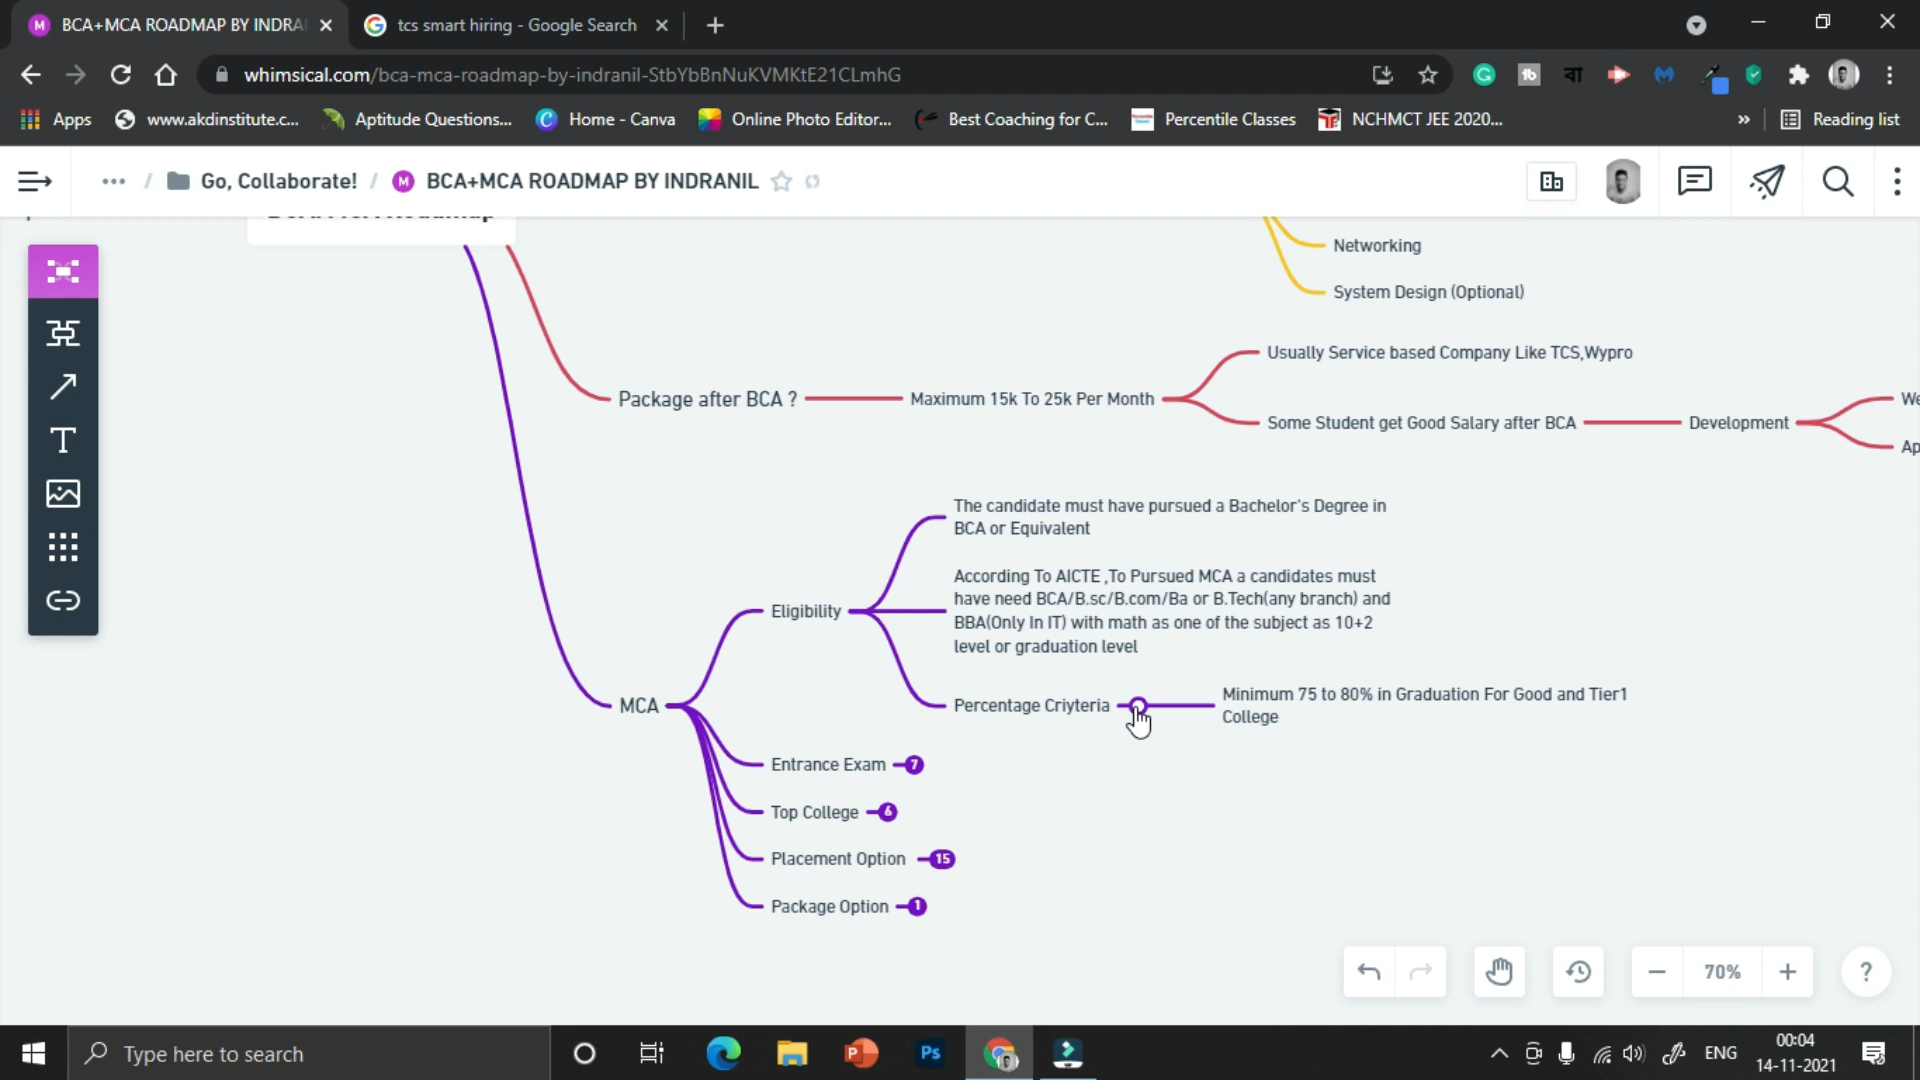 BCA+MCA ROADMAP BY INDRA
tcs smart hiring - Google Search
whimsical.com/bca-mca-roadmap-by-indranil-StbYbBnNuKVMKtE21CLmhG
Apps
www.akdinstitute.c...
Aptitude Questions...
Home - Canva
Online Photo Editor...
Best Coaching for C...
Percentile Classes
NCHMCT JEE 2020...
Reading list
Go, Collaborate!
/
M
BCA+MCA ROADMAP BY INDRANIL
Networking
System Design (Optional)
Usually Service based Company Like TCS,Wypro
Package after BCA ?
Maximum 15k To 25k Per Month
Some Student get Good Salary after BCA
Development
We
Ap
The candidate must have pursued a Bachelor's Degree in
BCA or Equivalent
According To AICTE ,To Pursued MCA a candidates must
have need BCA/B.sc/B.com/Ba or B.Tech(any branch) and
BBA(Only In IT) with math as one of the subject as 10+2
level or graduation level
Eligibility
Percentage Criyteria
Minimum 75 to 80% in Graduation For Good and Tier1
College
MCA
Entrance Exam 7
Top College 6
Placement Option 15
Package Option 1
70%
?
Type here to search
Ps
ENG
00:04
14-11-2021